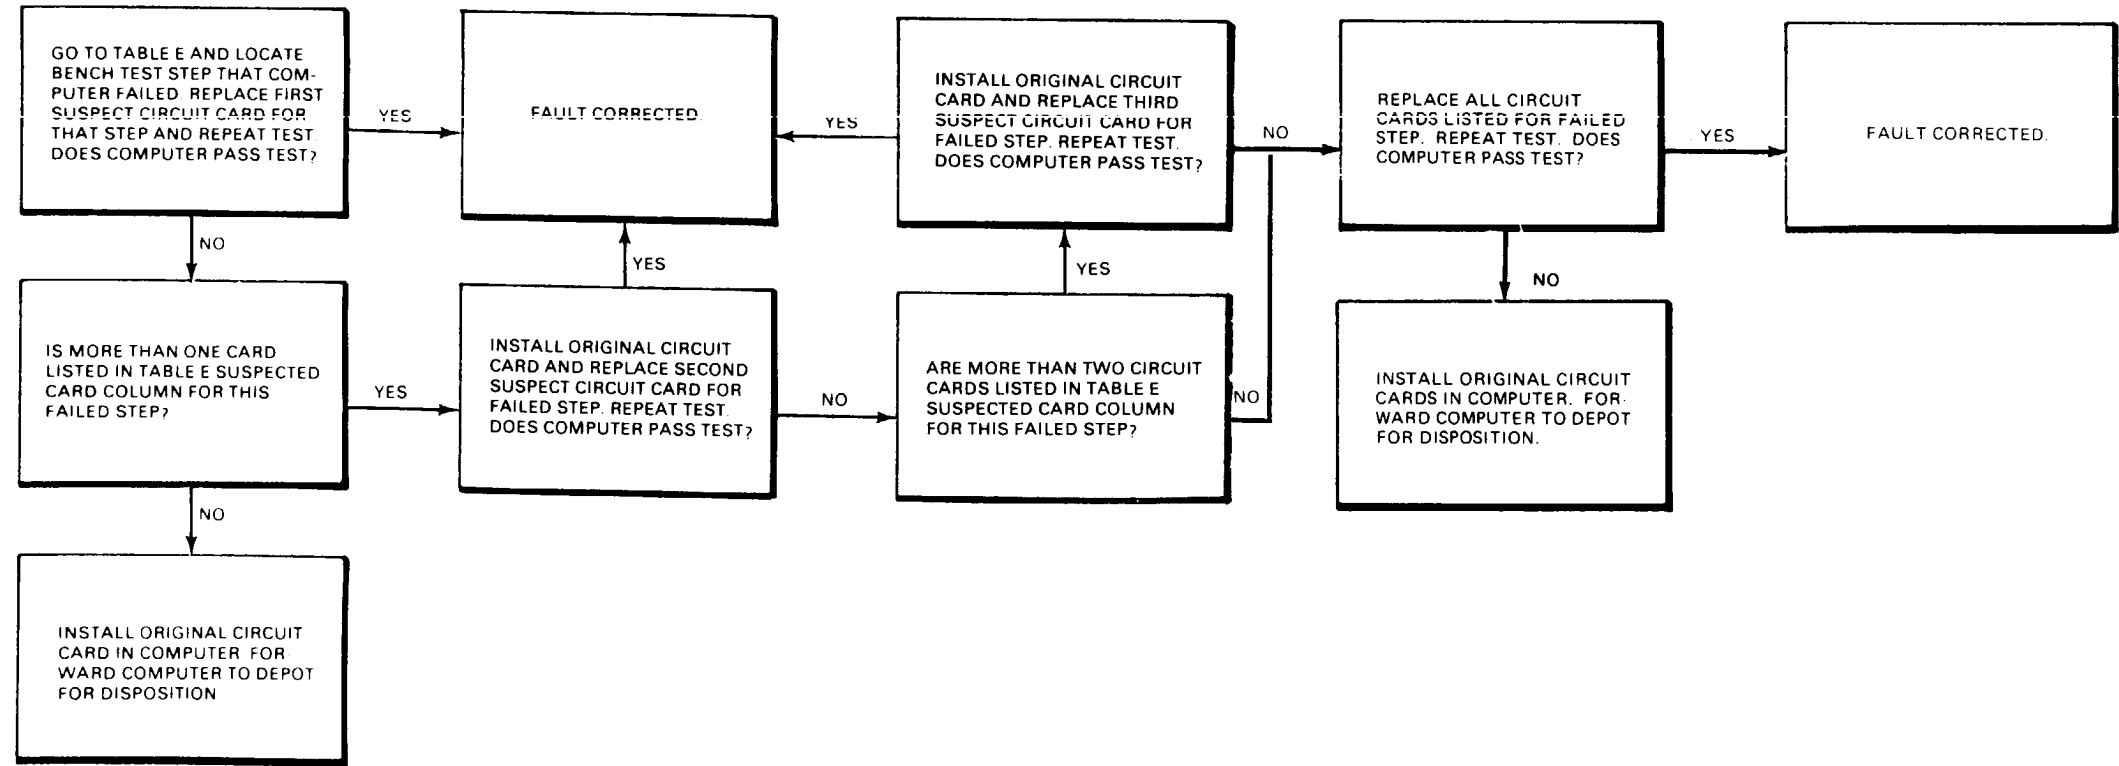 GO TO TABLE E AND LOCATE
BENCH TEST STEP THAT COM-
PUTER FAILED. REPLACE FIRST
SUSPECT CIRCUIT CARD FOR
THAT STEP AND REPEAT TEST.
DOES COMPUTER PASS TEST?
YES
FAULT CORRECTED.
YES
INSTALL ORIGINAL CIRCUIT
CARD AND REPLACE THIRD
SUSPECT CIRCUIT CARD FOR
FAILED STEP. REPEAT TEST.
DOES COMPUTER PASS TEST?
NO
REPLACE ALL CIRCUIT
CARDS LISTED FOR FAILED
STEP. REPEAT TEST. DOES
COMPUTER PASS TEST?
YES
FAULT CORRECTED.
NO
YES
YES
NO
IS MORE THAN ONE CARD
LISTED IN TABLE E SUSPECTED
CARD COLUMN FOR THIS
FAILED STEP?
YES
INSTALL ORIGINAL CIRCUIT
CARD AND REPLACE SECOND
SUSPECT CIRCUIT CARD FOR
FAILED STEP. REPEAT TEST.
DOES COMPUTER PASS TEST?
NO
ARE MORE THAN TWO CIRCUIT
CARDS LISTED IN TABLE E
SUSPECTED CARD COLUMN
FOR THIS FAILED STEP?
NO
INSTALL ORIGINAL CIRCUIT
CARDS IN COMPUTER. FOR-
WARD COMPUTER TO DEPOT
FOR DISPOSITION.
NO
INSTALL ORIGINAL CIRCUIT
CARD IN COMPUTER FOR
WARD COMPUTER TO DEPOT
FOR DISPOSITION